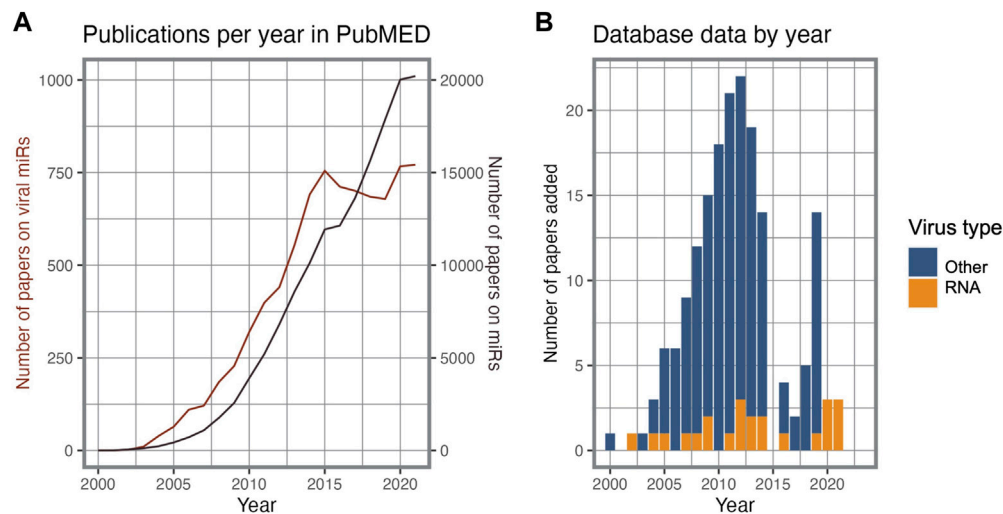 A
Publications per year in PubMED
Number of papers on viral miRs
1000
750
500
250
0
20000
15000
10000
5000
0
Number of papers on miRs
2000
2005
2010
2015
2020
Year
B
Database data by year
Number of papers added
20
15
10
5
0
2000
2005
2010
2015
2020
Year
Virus type
Other
RNA